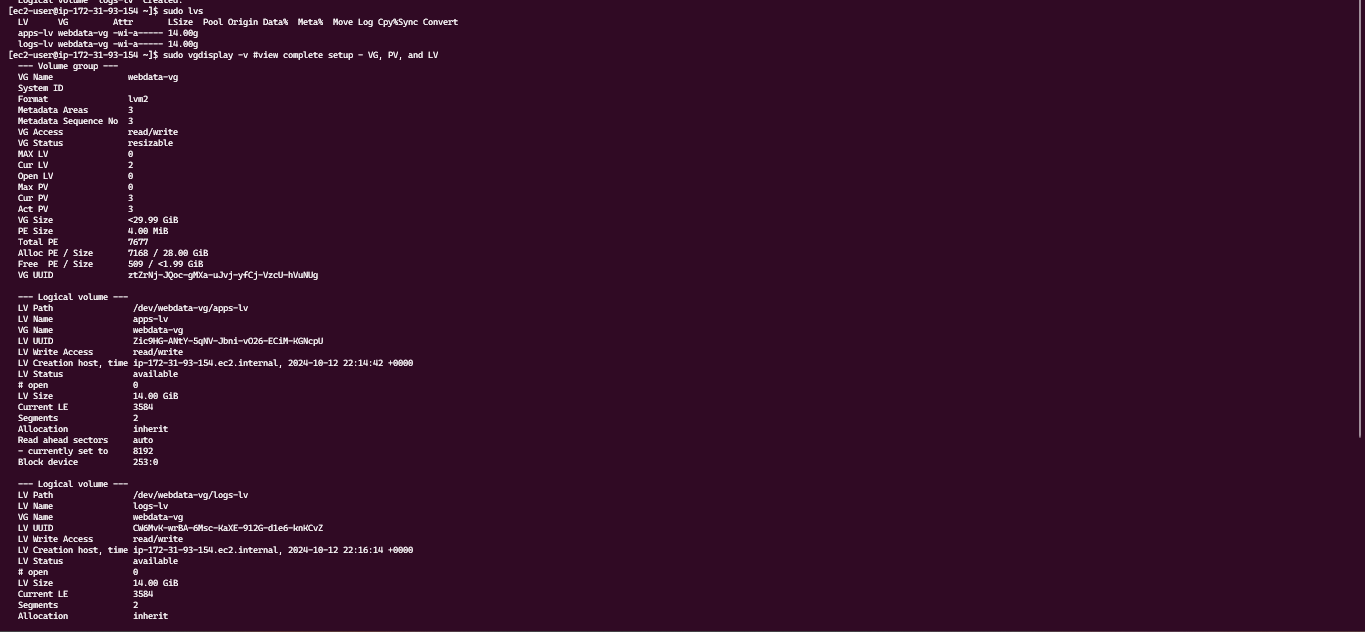 Logical volume "logs-lv" created.
[ec2-user@ip-172-31-93-154 ~]$ sudo lvs
  LV      VG         Attr       LSize  Pool Origin Data%  Meta%  Move Log Cpy%Sync Convert
  apps-lv webdata-vg -wi-a----- 14.00g
  logs-lv webdata-vg -wi-a----- 14.00g
[ec2-user@ip-172-31-93-154 ~]$ sudo vgdisplay -v #view complete setup - VG, PV, and LV
  --- Volume group ---
  VG Name               webdata-vg
  System ID
  Format                lvm2
  Metadata Areas        3
  Metadata Sequence No  3
  VG Access             read/write
  VG Status             resizable
  MAX LV                0
  Cur LV                2
  Open LV               0
  Max PV                0
  Cur PV                3
  Act PV                3
  VG Size               <29.99 GiB
  PE Size               4.00 MiB
  Total PE              7677
  Alloc PE / Size       7168 / 28.00 GiB
  Free  PE / Size       509 / <1.99 GiB
  VG UUID               ztZrNj-JQoc-gMXa-uJvj-yfCj-VzcU-hVuNUg

  --- Logical volume ---
  LV Path                /dev/webdata-vg/apps-lv
  LV Name                apps-lv
  VG Name                webdata-vg
  LV UUID                Zic9HG-ANtY-5qNV-Jbni-vO26-ECiM-KGNcpU
  LV Write Access        read/write
  LV Creation host, time ip-172-31-93-154.ec2.internal, 2024-10-12 22:14:42 +0000
  LV Status              available
  # open                 0
  LV Size                14.00 GiB
  Current LE             3584
  Segments               2
  Allocation             inherit
  Read ahead sectors     auto
  - currently set to     8192
  Block device           253:0

  --- Logical volume ---
  LV Path                /dev/webdata-vg/logs-lv
  LV Name                logs-lv
  VG Name                webdata-vg
  LV UUID                CW6MvK-wrBA-6Msc-KaXE-912G-d1e6-knKCvZ
  LV Write Access        read/write
  LV Creation host, time ip-172-31-93-154.ec2.internal, 2024-10-12 22:16:14 +0000
  LV Status              available
  # open                 0
  LV Size                14.00 GiB
  Current LE             3584
  Segments               2
  Allocation             inherit